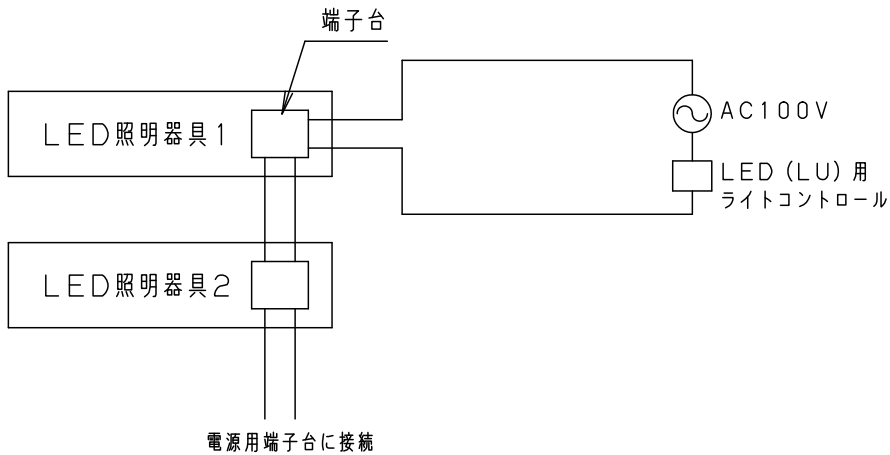 端子台
LED照明器具1
AC100V
LED(LU)用
ライトコントロール
LED照明器具2
電源用端子台に接続